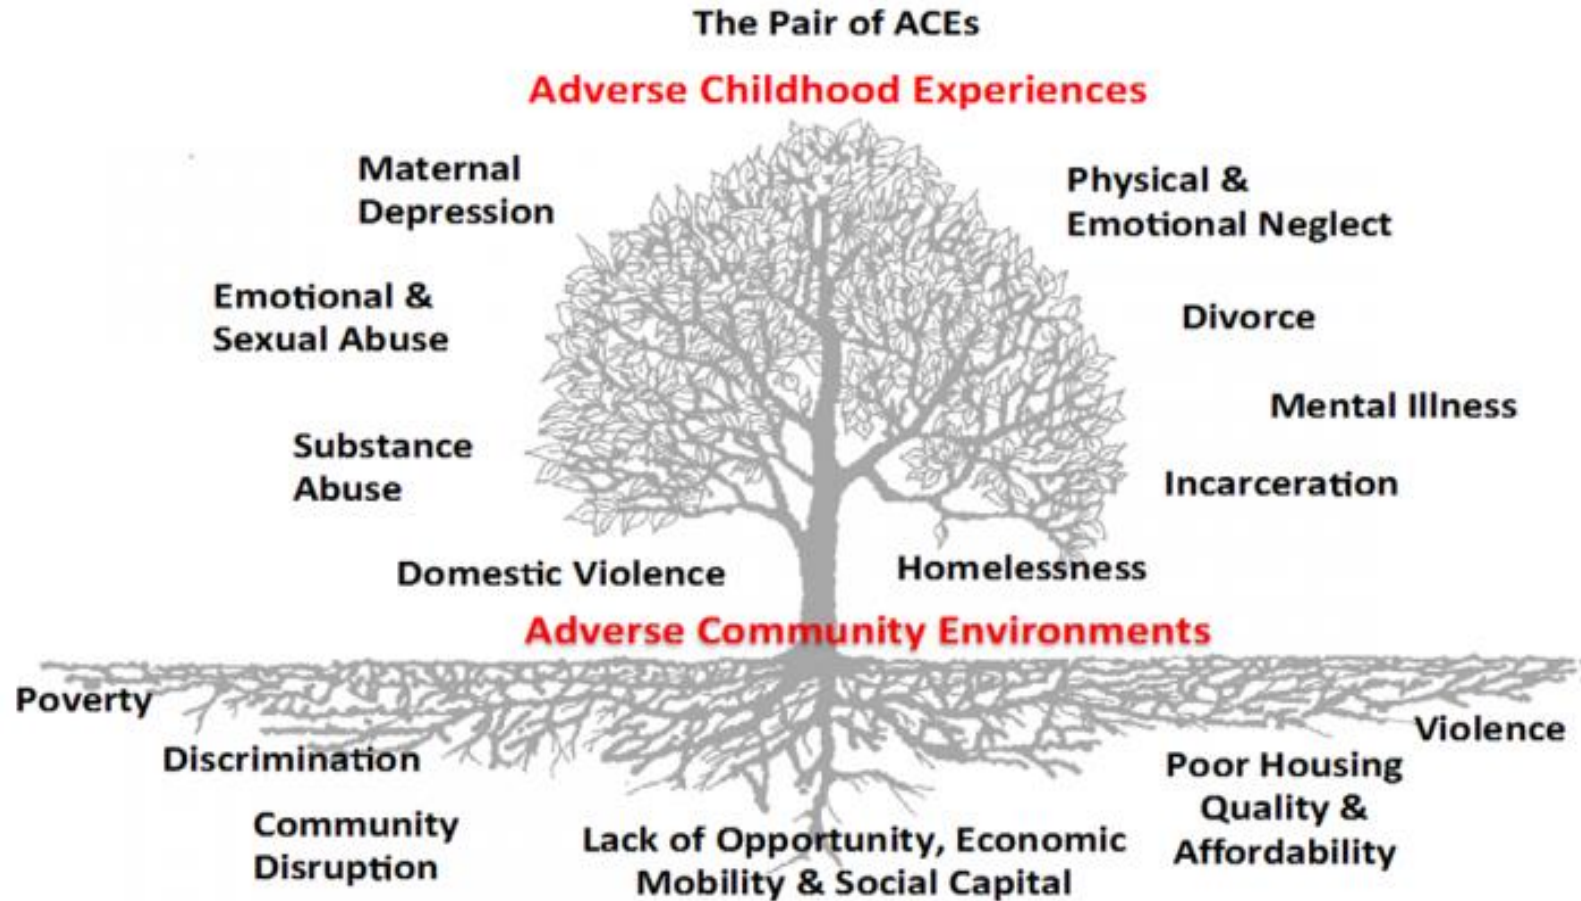 The Pair of ACEs
Adverse Childhood Experiences
Maternal
Depression
Physical &
Emotional Neglect
Emotional &
Sexual Abuse
Divorce
Mental Illness
Substance
Abuse
Incarceration
Domestic Violence
Homelessness
Adverse Community Environments
Poverty
Violence
Discrimination
Poor Housing
Quality &
Affordability
Community
Disruption
Lack of Opportunity, Economic
Mobility & Social Capital